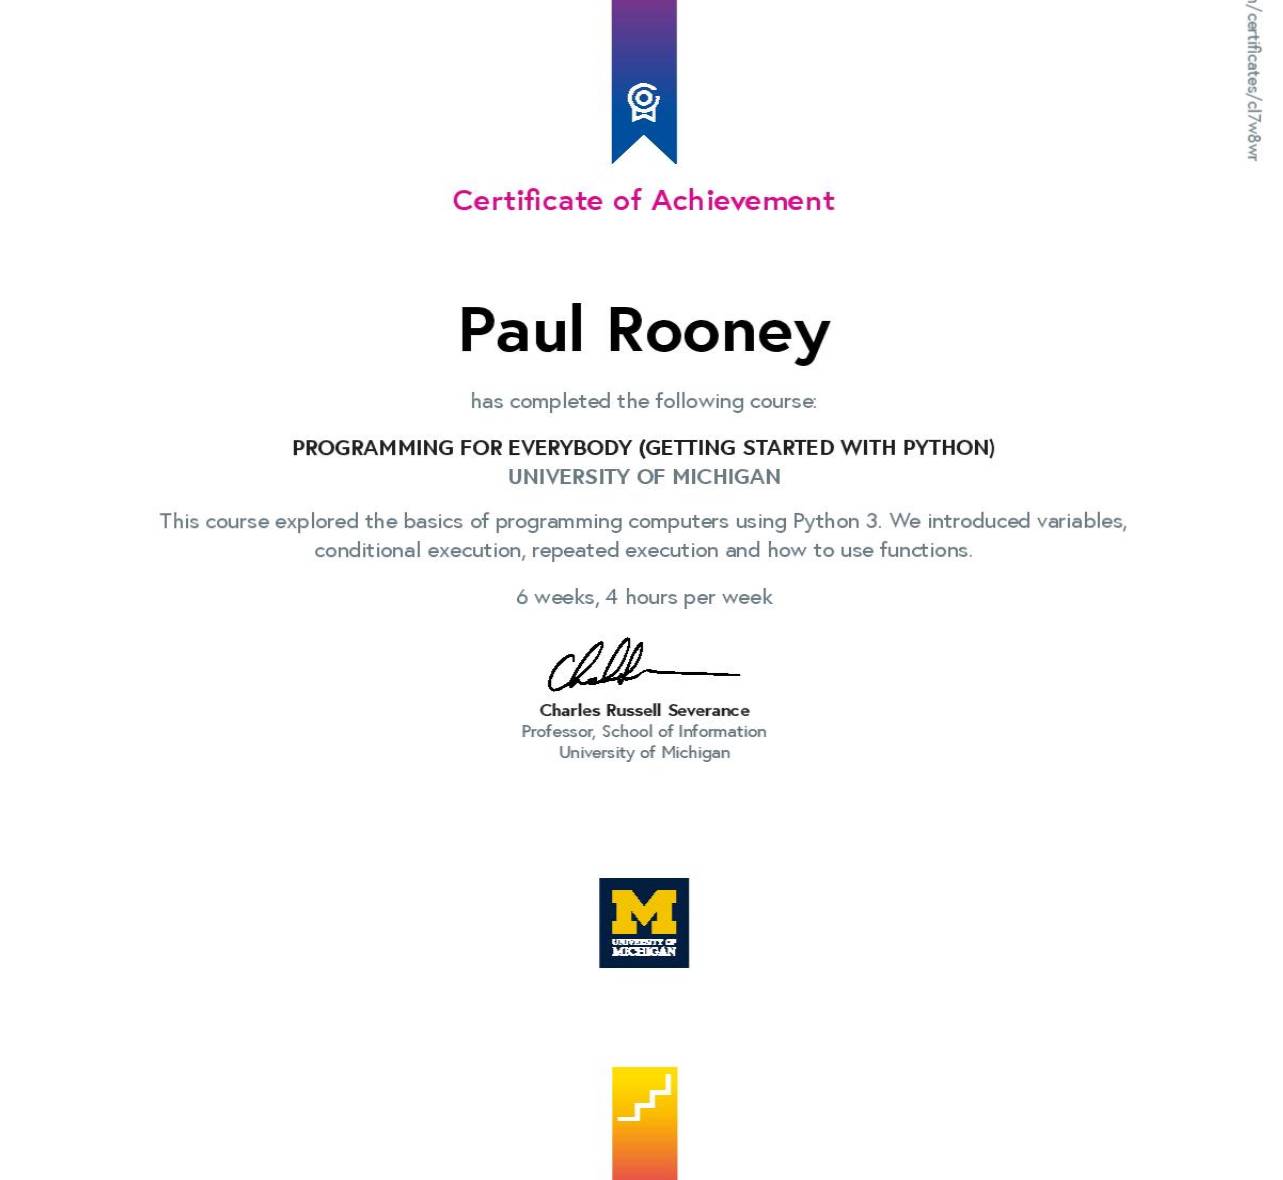 /certificates/cl7w8wr
Certificate of Achievement
Paul Rooney
has completed the following course:
PROGRAMMING FOR EVERYBODY (GETTING STARTED WITH PYTHON)
UNIVERSITY OF MICHIGAN
This course explored the basics of programming computers using Python 3. We introduced variables,
conditional execution, repeated execution and how to use functions.
6 weeks, 4 hours per week
Charles Russell Severance
Professor, School of Information
University of Michigan
M
UNIVERSITY OF
MICHIGAN